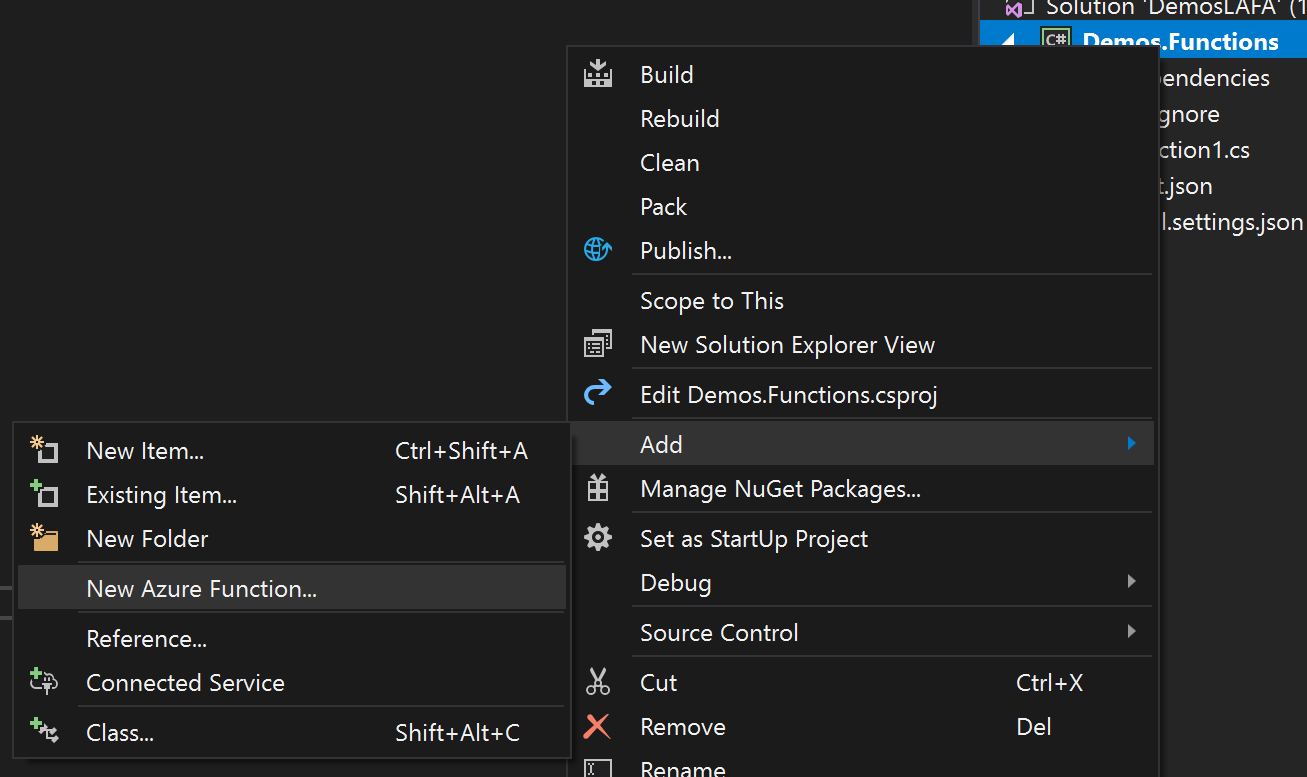 Solution 'DemosLAFA' (1
C# Demos.Functions
endencies
gnore
ction1.cs
t.json
l.settings.json
Build
Rebuild
Clean
Pack
Publish...
Scope to This
New Solution Explorer View
Edit Demos.Functions.csproj
Add
Manage NuGet Packages...
Set as StartUp Project
Debug
Source Control
Cut Ctrl+X
Remove Del
Rename
New Item... Ctrl+Shift+A
Existing Item... Shift+Alt+A
New Folder
New Azure Function...
Reference...
Connected Service
Class... Shift+Alt+C